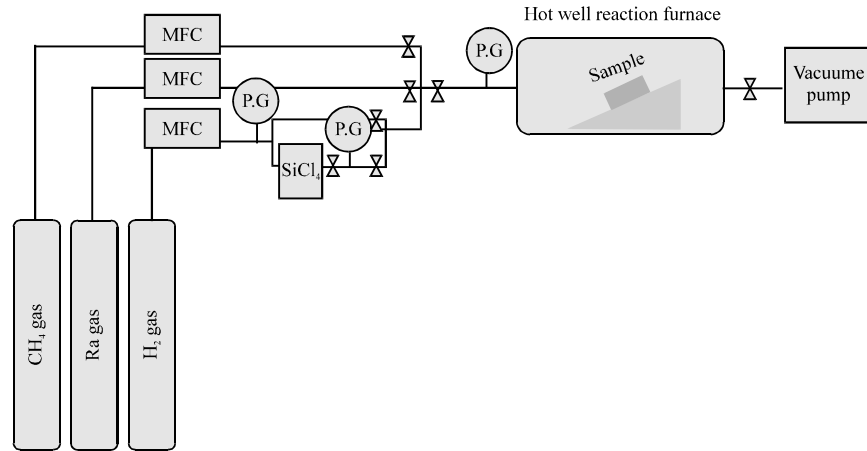 Hot well reaction furnace
MFC
P.G
MFC
Sample
Vacuume
pump
P.G
MFC
P.G
SiCl₄
CH₄ gas
Ra gas
H₂ gas